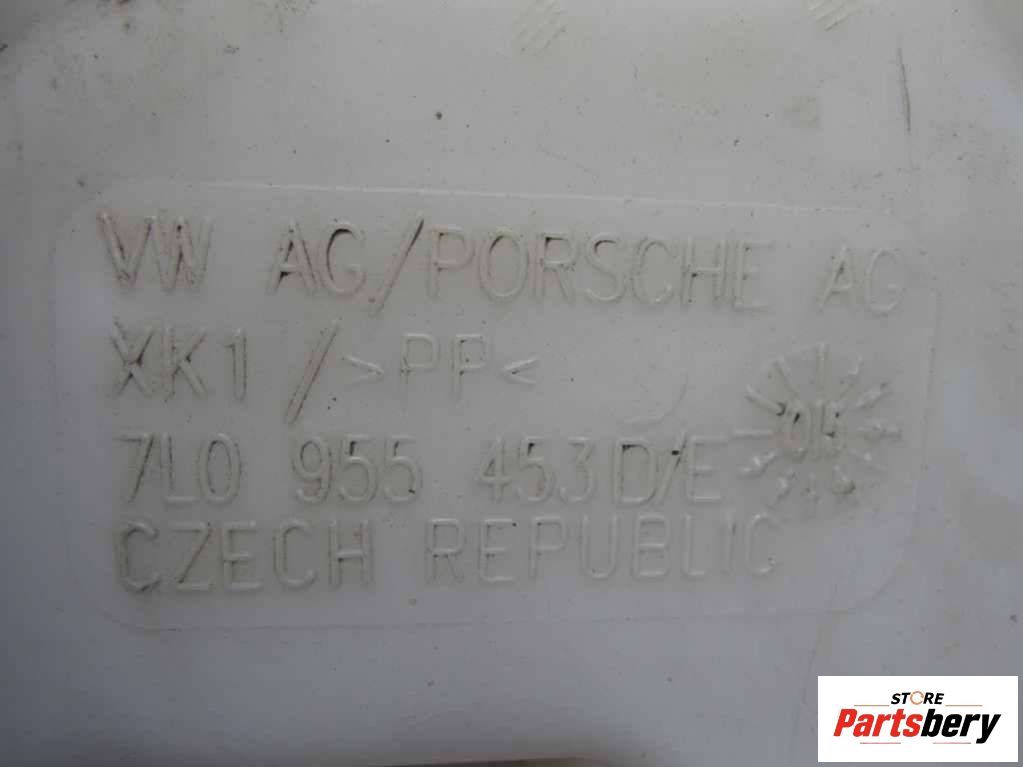 VW AG/PORSCHE AG
XK1 />PP<
7L0 955 453D/E
CZECH REPUBLIC
STORE
Partsbery